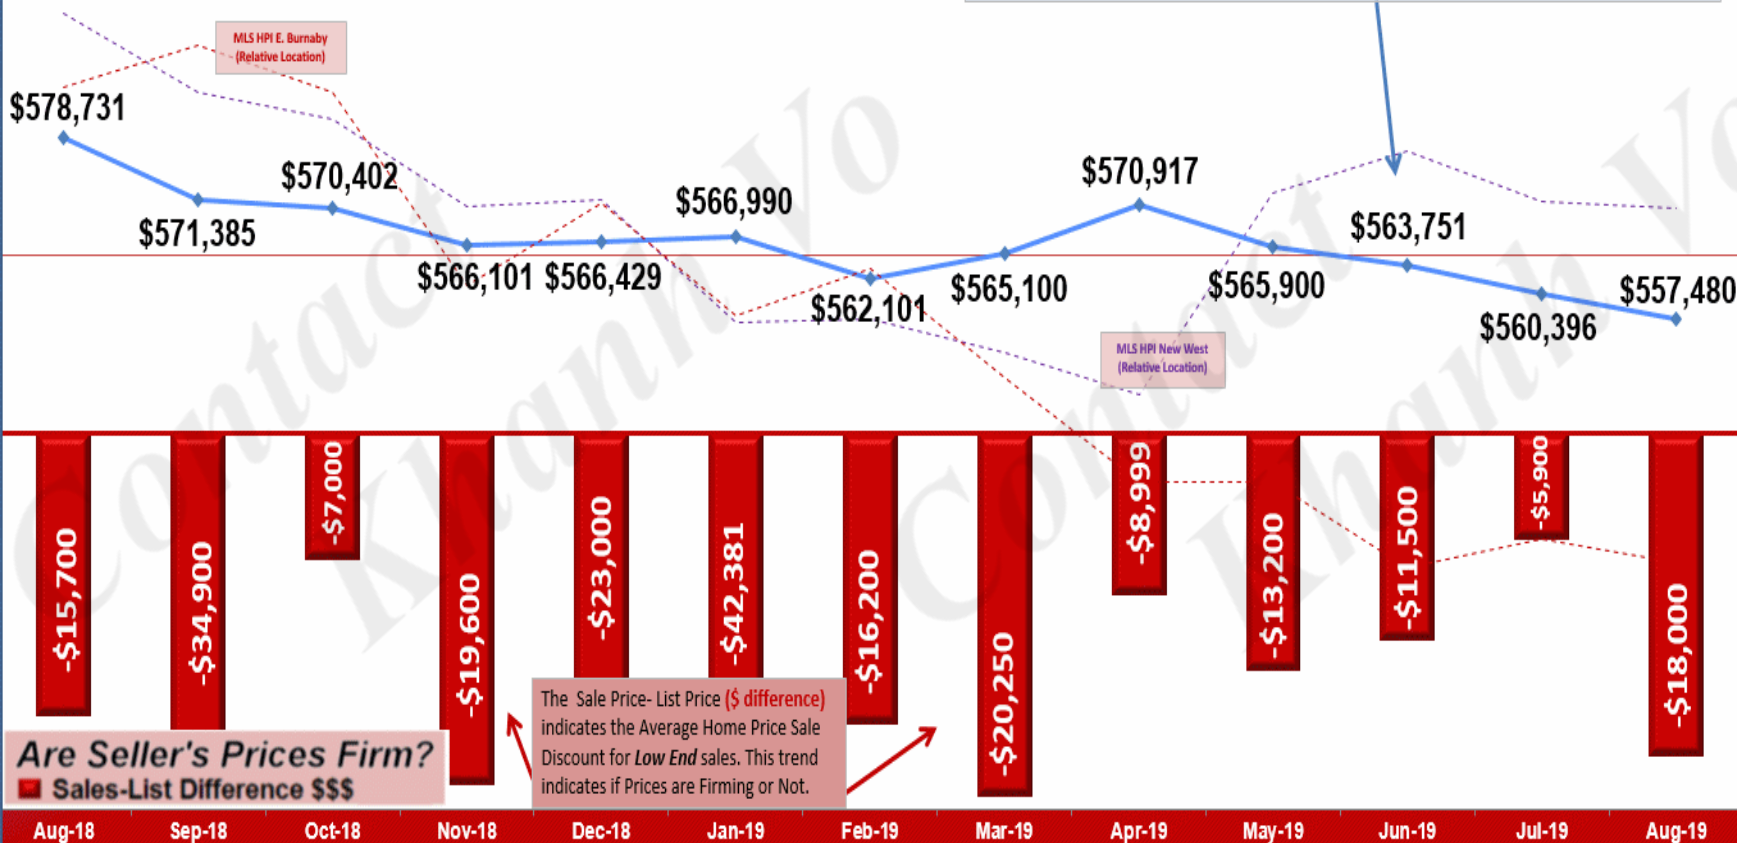 MLS HPI E. Burnaby
(Relative Location)
$578,731
$571,385
$570,402
$566,101
$566,429
$566,990
$562,101
$565,100
$570,917
$565,900
$563,751
$560,396
$557,480
MLS HPI New West
(Relative Location)
Contact
Khanh Vo
Contact
Khanh Vo
-$15,700
-$34,900
-$7,000
-$19,600
-$23,000
-$42,381
-$16,200
-$20,250
-$8,999
-$13,200
-$11,500
-$5,900
-$18,000
Are Seller's Prices Firm?
Sales-List Difference $$$
The Sale Price- List Price ($ difference)
indicates the Average Home Price Sale
Discount for Low End sales. This trend
indicates if Prices are Firming or Not.
Aug-18 Sep-18 Oct-18 Nov-18 Dec-18 Jan-19 Feb-19 Mar-19 Apr-19 May-19 Jun-19 Jul-19 Aug-19